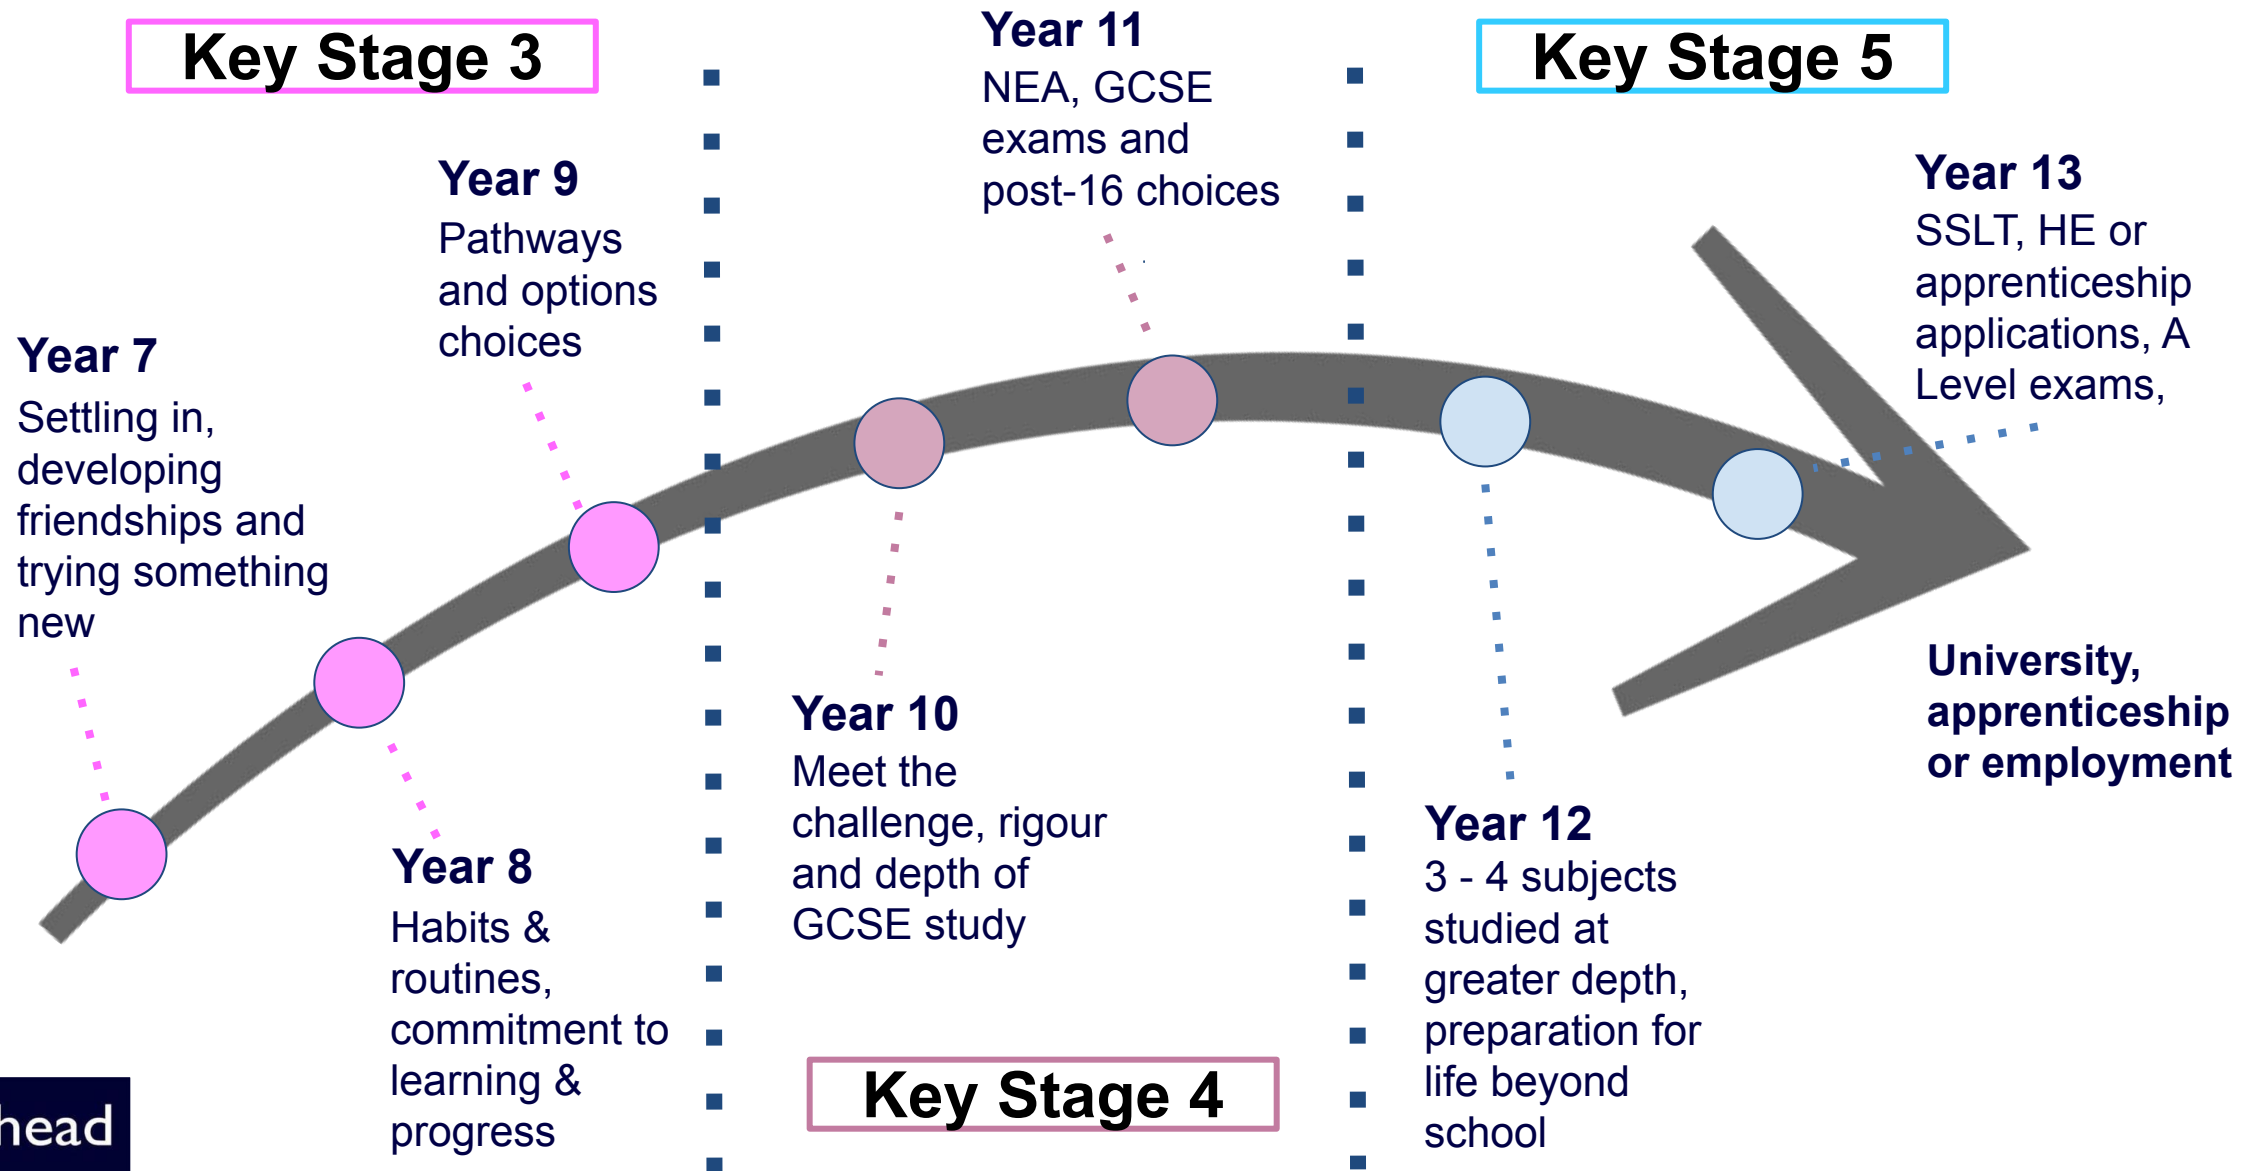 Key Stage 3
Year 7
Settling in,
developing
friendships and
trying something
new
Year 8
Habits &
routines,
commitment to
learning &
progress
Year 9
Pathways
and options
choices
Key Stage 4
Year 10
Meet the
challenge, rigour
and depth of
GCSE study
Year 11
NEA, GCSE
exams and
post-16 choices
Key Stage 5
Year 12
3 - 4 subjects
studied at
greater depth,
preparation for
life beyond
school
Year 13
SSLT, HE or
apprenticeship
applications, A
Level exams,
University,
apprenticeship
or employment
head